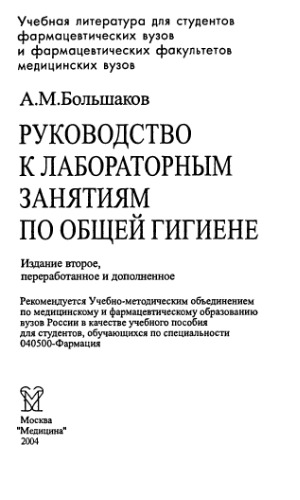 Учебная литература для студентов
фармацевтических вузов
и фармацевтических факультетов
медицинских вузов
А.М.Большаков
РУКОВОДСТВО
К ЛАБОРАТОРНЫМ
ЗАНЯТИЯМ
ПО ОБЩЕЙ ГИГИЕНЕ
Издание второе,
переработанное и дополненное
Рекомендуется Учебно-методическим объединением
по медицинскому и фармацевтическому образованию
вузов России в качестве учебного пособия
для студентов, обучающихся по специальности
040500-Фармация
Москва
"Медицина"
2004